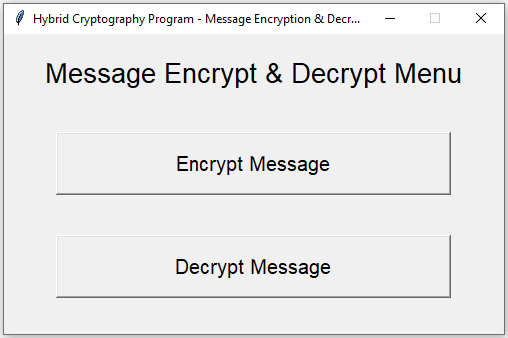 Hybrid Cryptography Program - Message Encryption & Decr...
Message Encrypt & Decrypt Menu
Encrypt Message
Decrypt Message